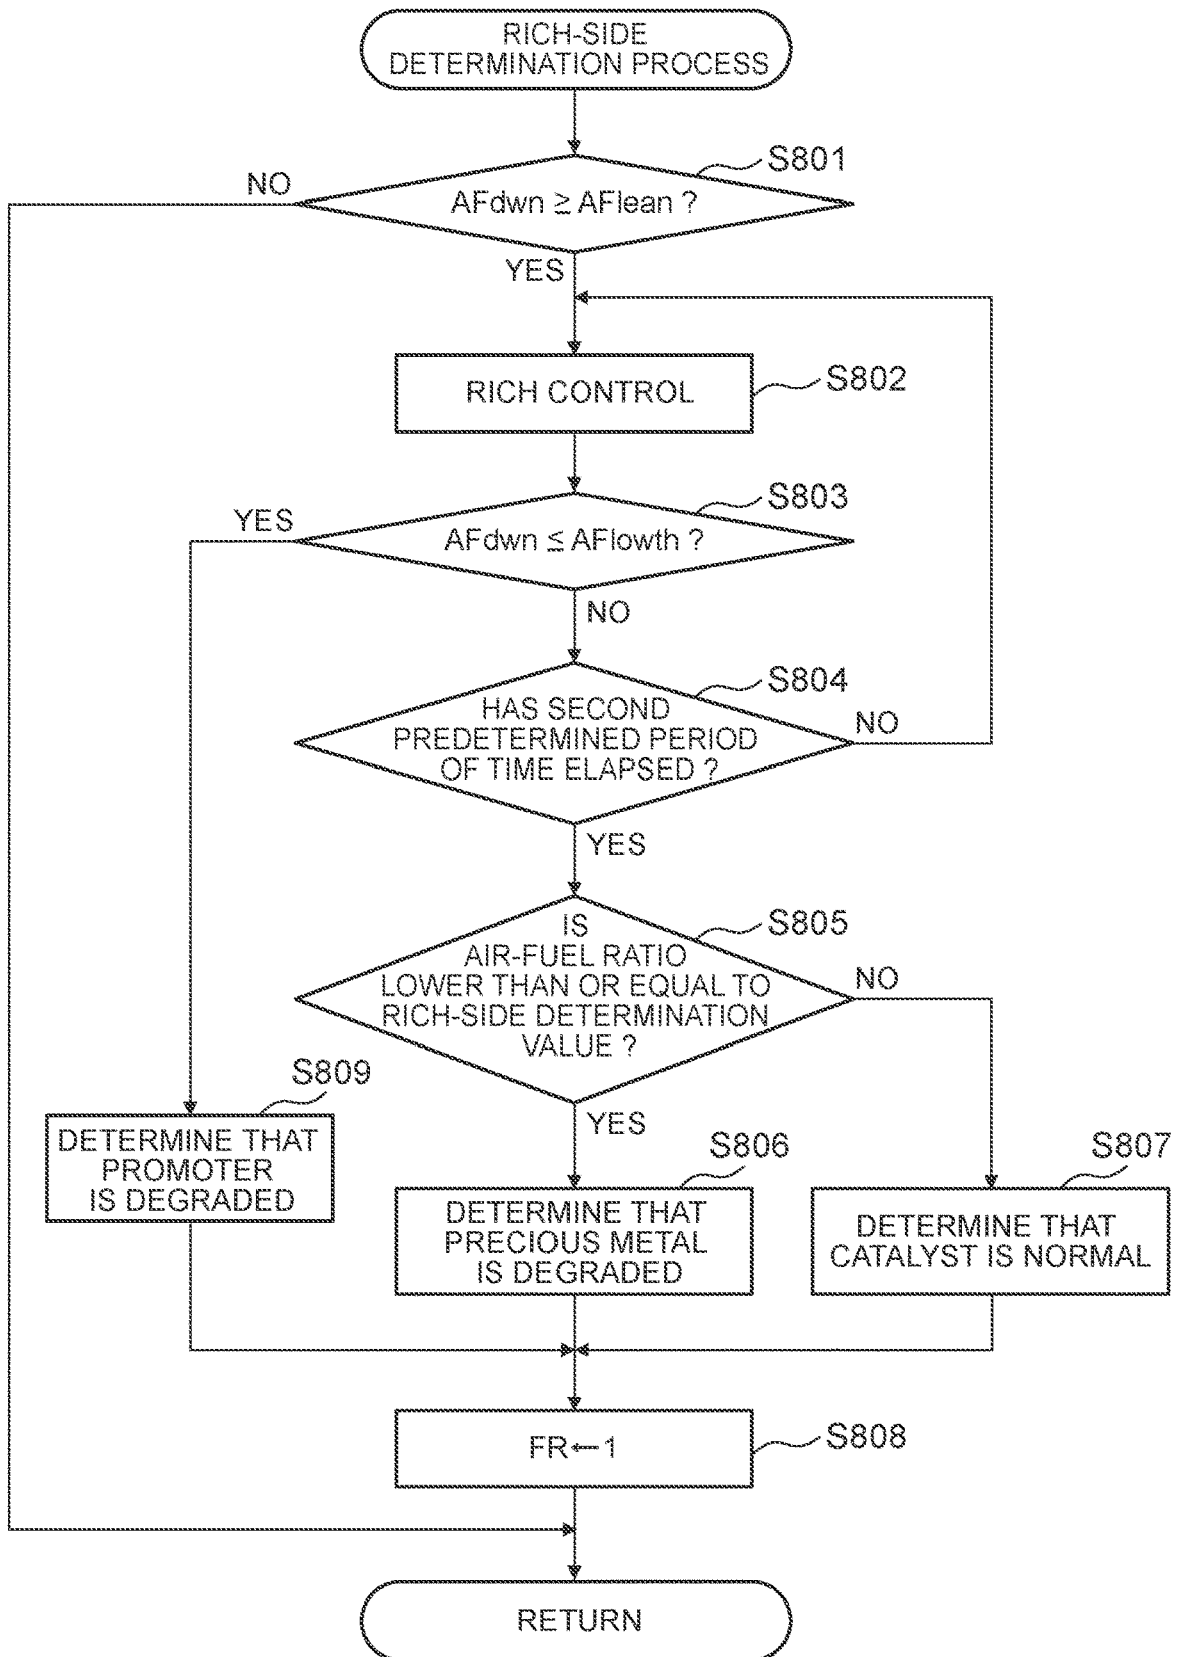 RICH-SIDE
DETERMINATION PROCESS
S801
NO
AFdwn ≥ AFlean ?
YES
RICH CONTROL
S802
S803
YES
AFdwn ≤ AFlowth ?
NO
S804
HAS SECOND
PREDETERMINED PERIOD
OF TIME ELAPSED ?
NO
YES
S805
IS
AIR-FUEL RATIO
LOWER THAN OR EQUAL TO
RICH-SIDE DETERMINATION
VALUE ?
NO
YES
S809
DETERMINE THAT
PROMOTER
IS DEGRADED
S806
DETERMINE THAT
PRECIOUS METAL
IS DEGRADED
S807
DETERMINE THAT
CATALYST IS NORMAL
FR←1
S808
RETURN